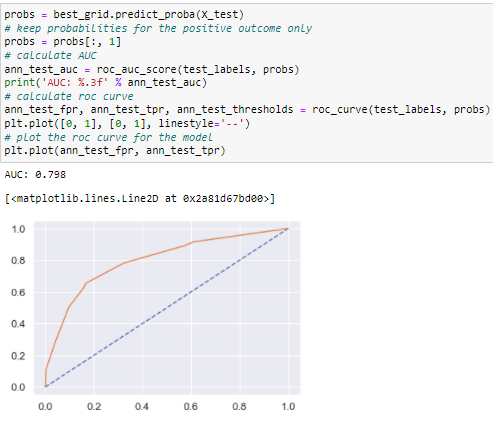 probs = best_grid.predict_proba(X_test)
# keep probabilities for the positive outcome only
probs = probs[:, 1]
# calculate AUC
ann_test_auc = roc_auc_score(test_labels, probs)
print('AUC: %.3f' % ann_test_auc)
# calculate roc curve
ann_test_fpr, ann_test_tpr, ann_test_thresholds = roc_curve(test_labels, probs)
plt.plot([0, 1], [0, 1], linestyle='--')
# plot the roc curve for the model
plt.plot(ann_test_fpr, ann_test_tpr)
AUC: 0.798
[<matplotlib.lines.Line2D at 0x2a81d67bd00>]
1.0
0.8
0.6
0.4
0.2
0.0
0.0 0.2 0.4 0.6 0.8 1.0